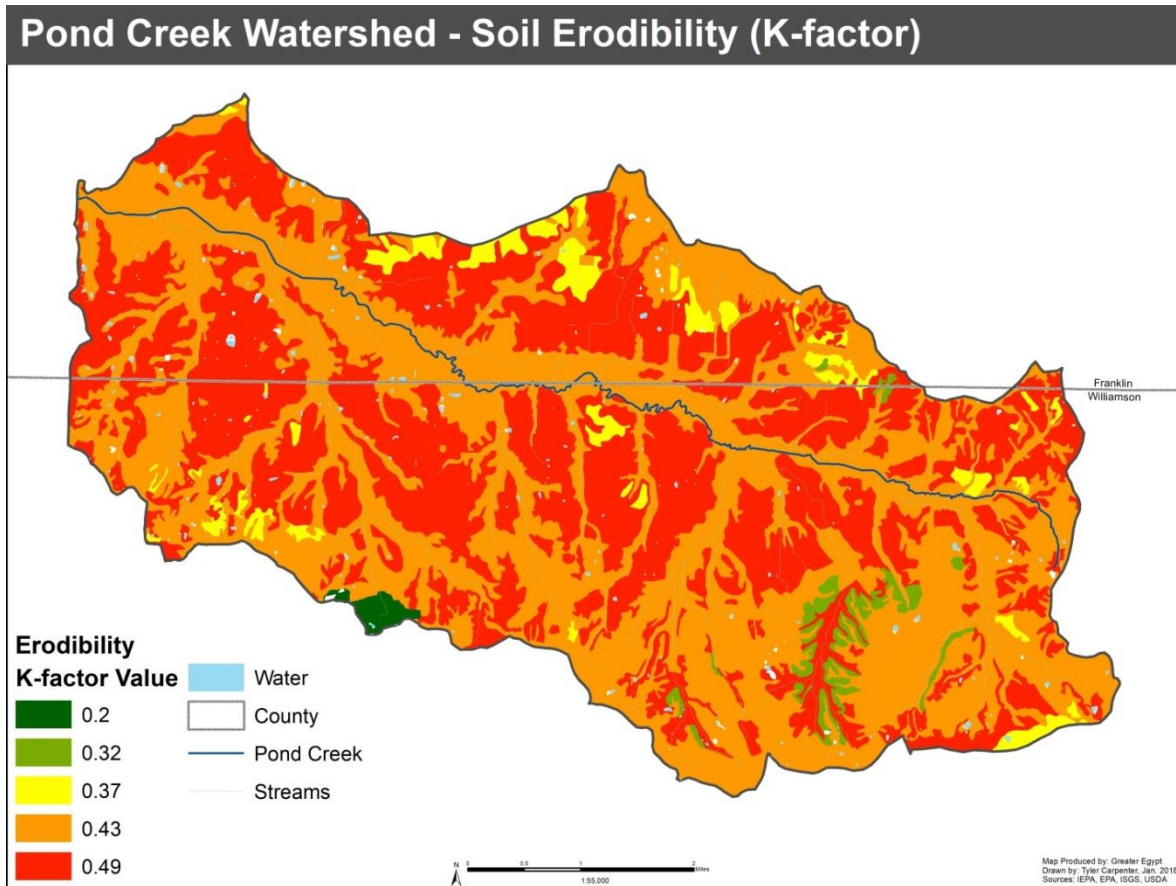 Pond Creek Watershed - Soil Erodibility (K-factor)
Franklin
Williamson
Erodibility
K-factor Value
0.2
0.32
0.37
0.43
0.49
Water
County
Pond Creek
Streams
N
0 0.5 1 2
Miles
1:55,000
Map Produced by: Greater Egypt
Drawn by: Tyler Carpenter, Jan. 2018
Sources: IEPA, EPA, ISGS, USDA